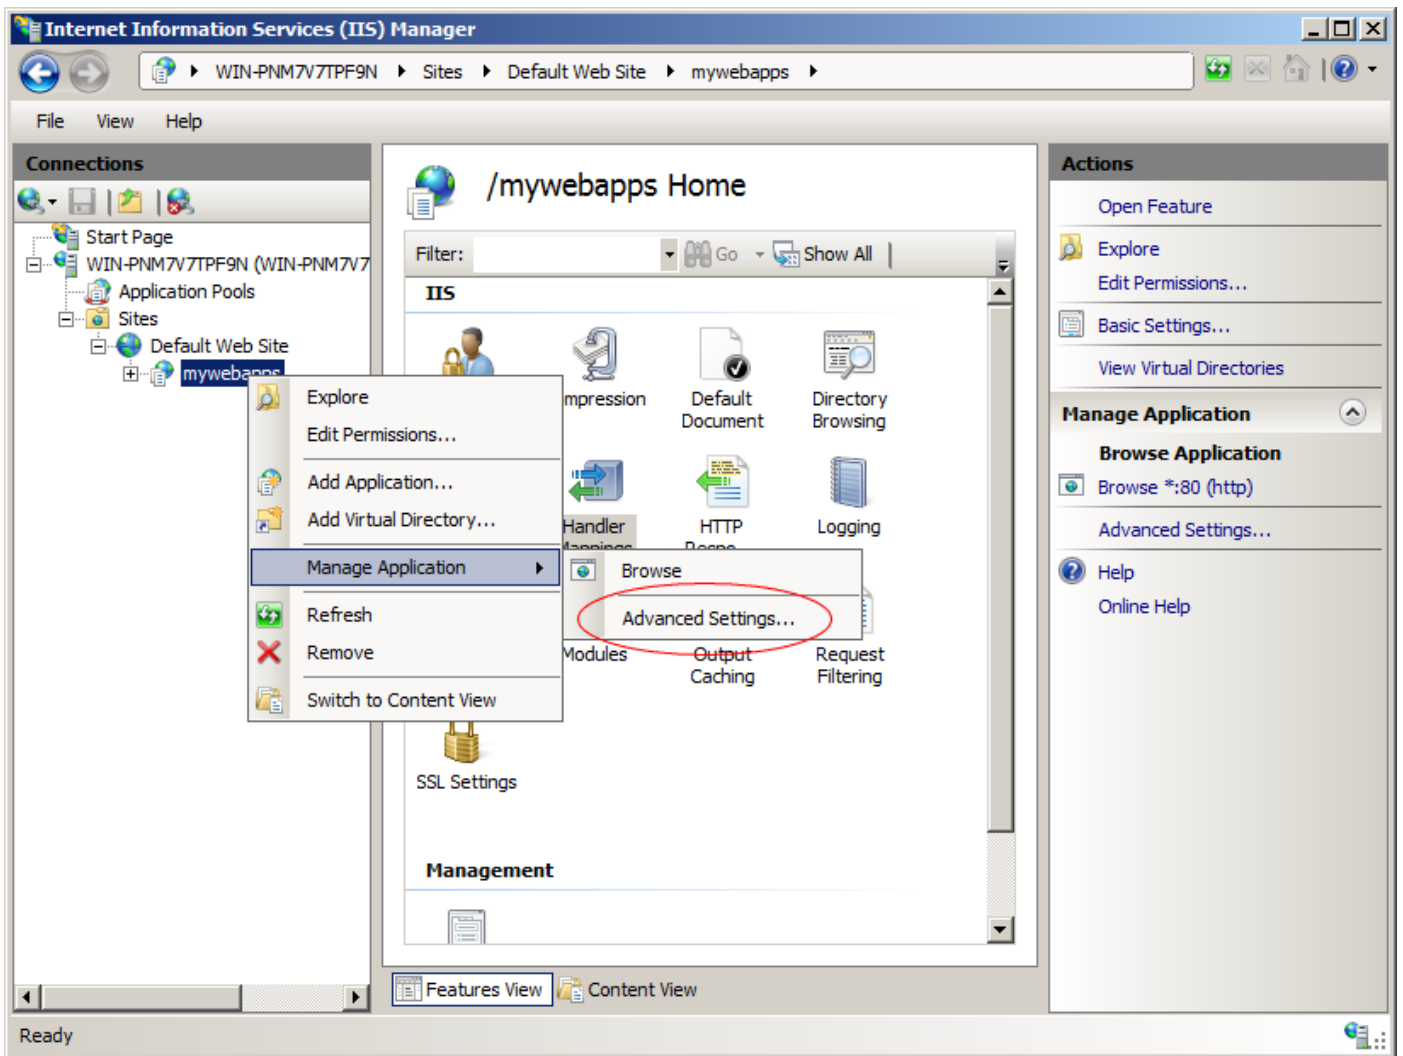 Internet Information Services (IIS) Manager
WIN-PNM7V7TPF9N Sites Default Web Site mywebapps
File View Help
Connections
Start Page
WIN-PNM7V7TPF9N (WIN-PNM7V7
Application Pools
Sites
Default Web Site
mywebapps
Explore
Edit Permissions...
Add Application...
Add Virtual Directory...
Manage Application
Refresh
Remove
Switch to Content View
Browse
Advanced Settings...
/mywebapps Home
Filter: Go Show All
IIS
mpression
Default
Document
Directory
Browsing
Handler
Mappings
HTTP
Respo...
Logging
Modules
Output
Caching
Request
Filtering
SSL Settings
Management
Features View Content View
Actions
Open Feature
Explore
Edit Permissions...
Basic Settings...
View Virtual Directories
Manage Application
Browse Application
Browse *:80 (http)
Advanced Settings...
Help
Online Help
Ready